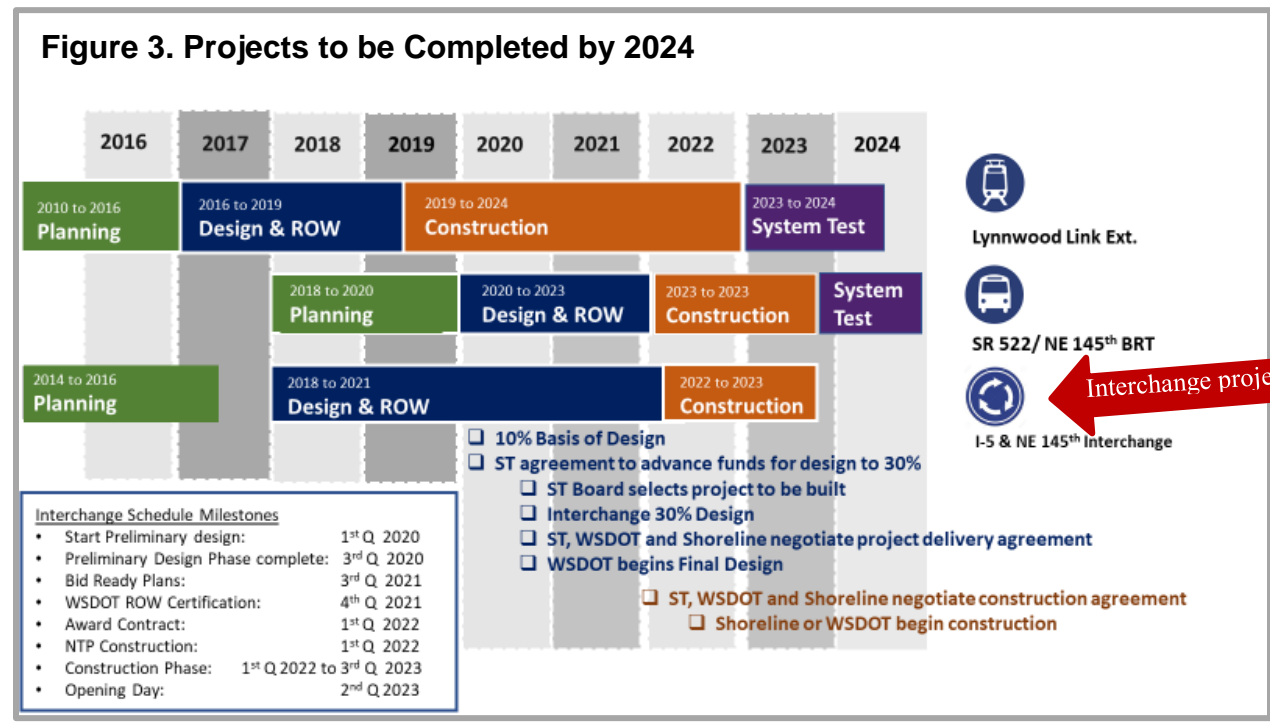 Figure 3. Projects to be Completed by 2024
2016 2017 2018 2019 2020 2021 2022 2023 2024
2010 to 2016
Planning
2016 to 2019
Design & ROW
2019 to 2024
Construction
2023 to 2024
System Test
Lynnwood Link Ext.
2018 to 2020
Planning
2020 to 2023
Design & ROW
2023 to 2023
Construction
System
Test
SR 522/ NE 145th BRT
2014 to 2016
Planning
2018 to 2021
Design & ROW
2022 to 2023
Construction
Interchange proje
I-5 & NE 145th Interchange
❑ 10% Basis of Design
❑ ST agreement to advance funds for design to 30%
❑ ST Board selects project to be built
❑ Interchange 30% Design
❑ ST, WSDOT and Shoreline negotiate project delivery agreement
❑ WSDOT begins Final Design
❑ ST, WSDOT and Shoreline negotiate construction agreement
❑ Shoreline or WSDOT begin construction
Interchange Schedule Milestones
• Start Preliminary design: 1st Q 2020
• Preliminary Design Phase complete: 3rd Q 2020
• Bid Ready Plans: 3rd Q 2021
• WSDOT ROW Certification: 4th Q 2021
• Award Contract: 1st Q 2022
• NTP Construction: 1st Q 2022
• Construction Phase: 1st Q 2022 to 3rd Q 2023
• Opening Day: 2nd Q 2023